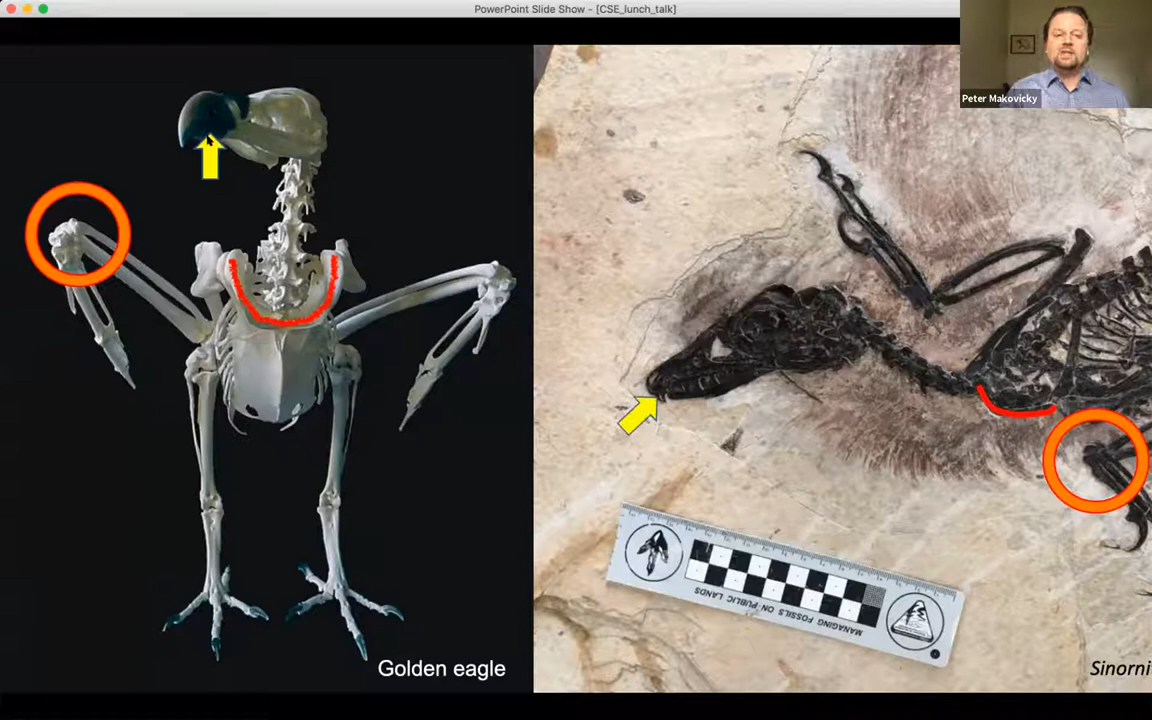 PowerPoint Slide Show - [CSE_lunch_talk]
Peter Makovicky
MANAGING FOSSILS ON PUBLIC LANDS
Golden eagle
Sinorni